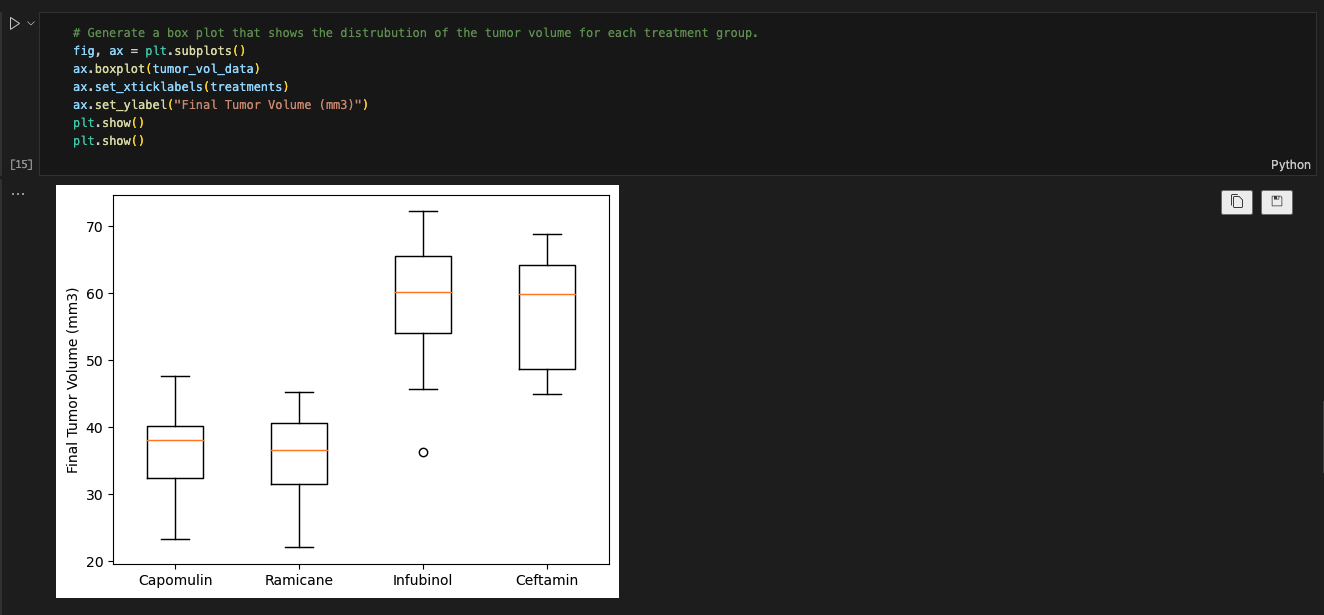 # Generate a box plot that shows the distrubution of the tumor volume for each treatment group.
fig, ax = plt.subplots()
ax.boxplot(tumor_vol_data)
ax.set_xticklabels(treatments)
ax.set_ylabel("Final Tumor Volume (mm3)")
plt.show()
plt.show()
[15]
Python
...
70
60
50
40
30
20
Final Tumor Volume (mm3)
Capomulin Ramicane Infubinol Ceftamin